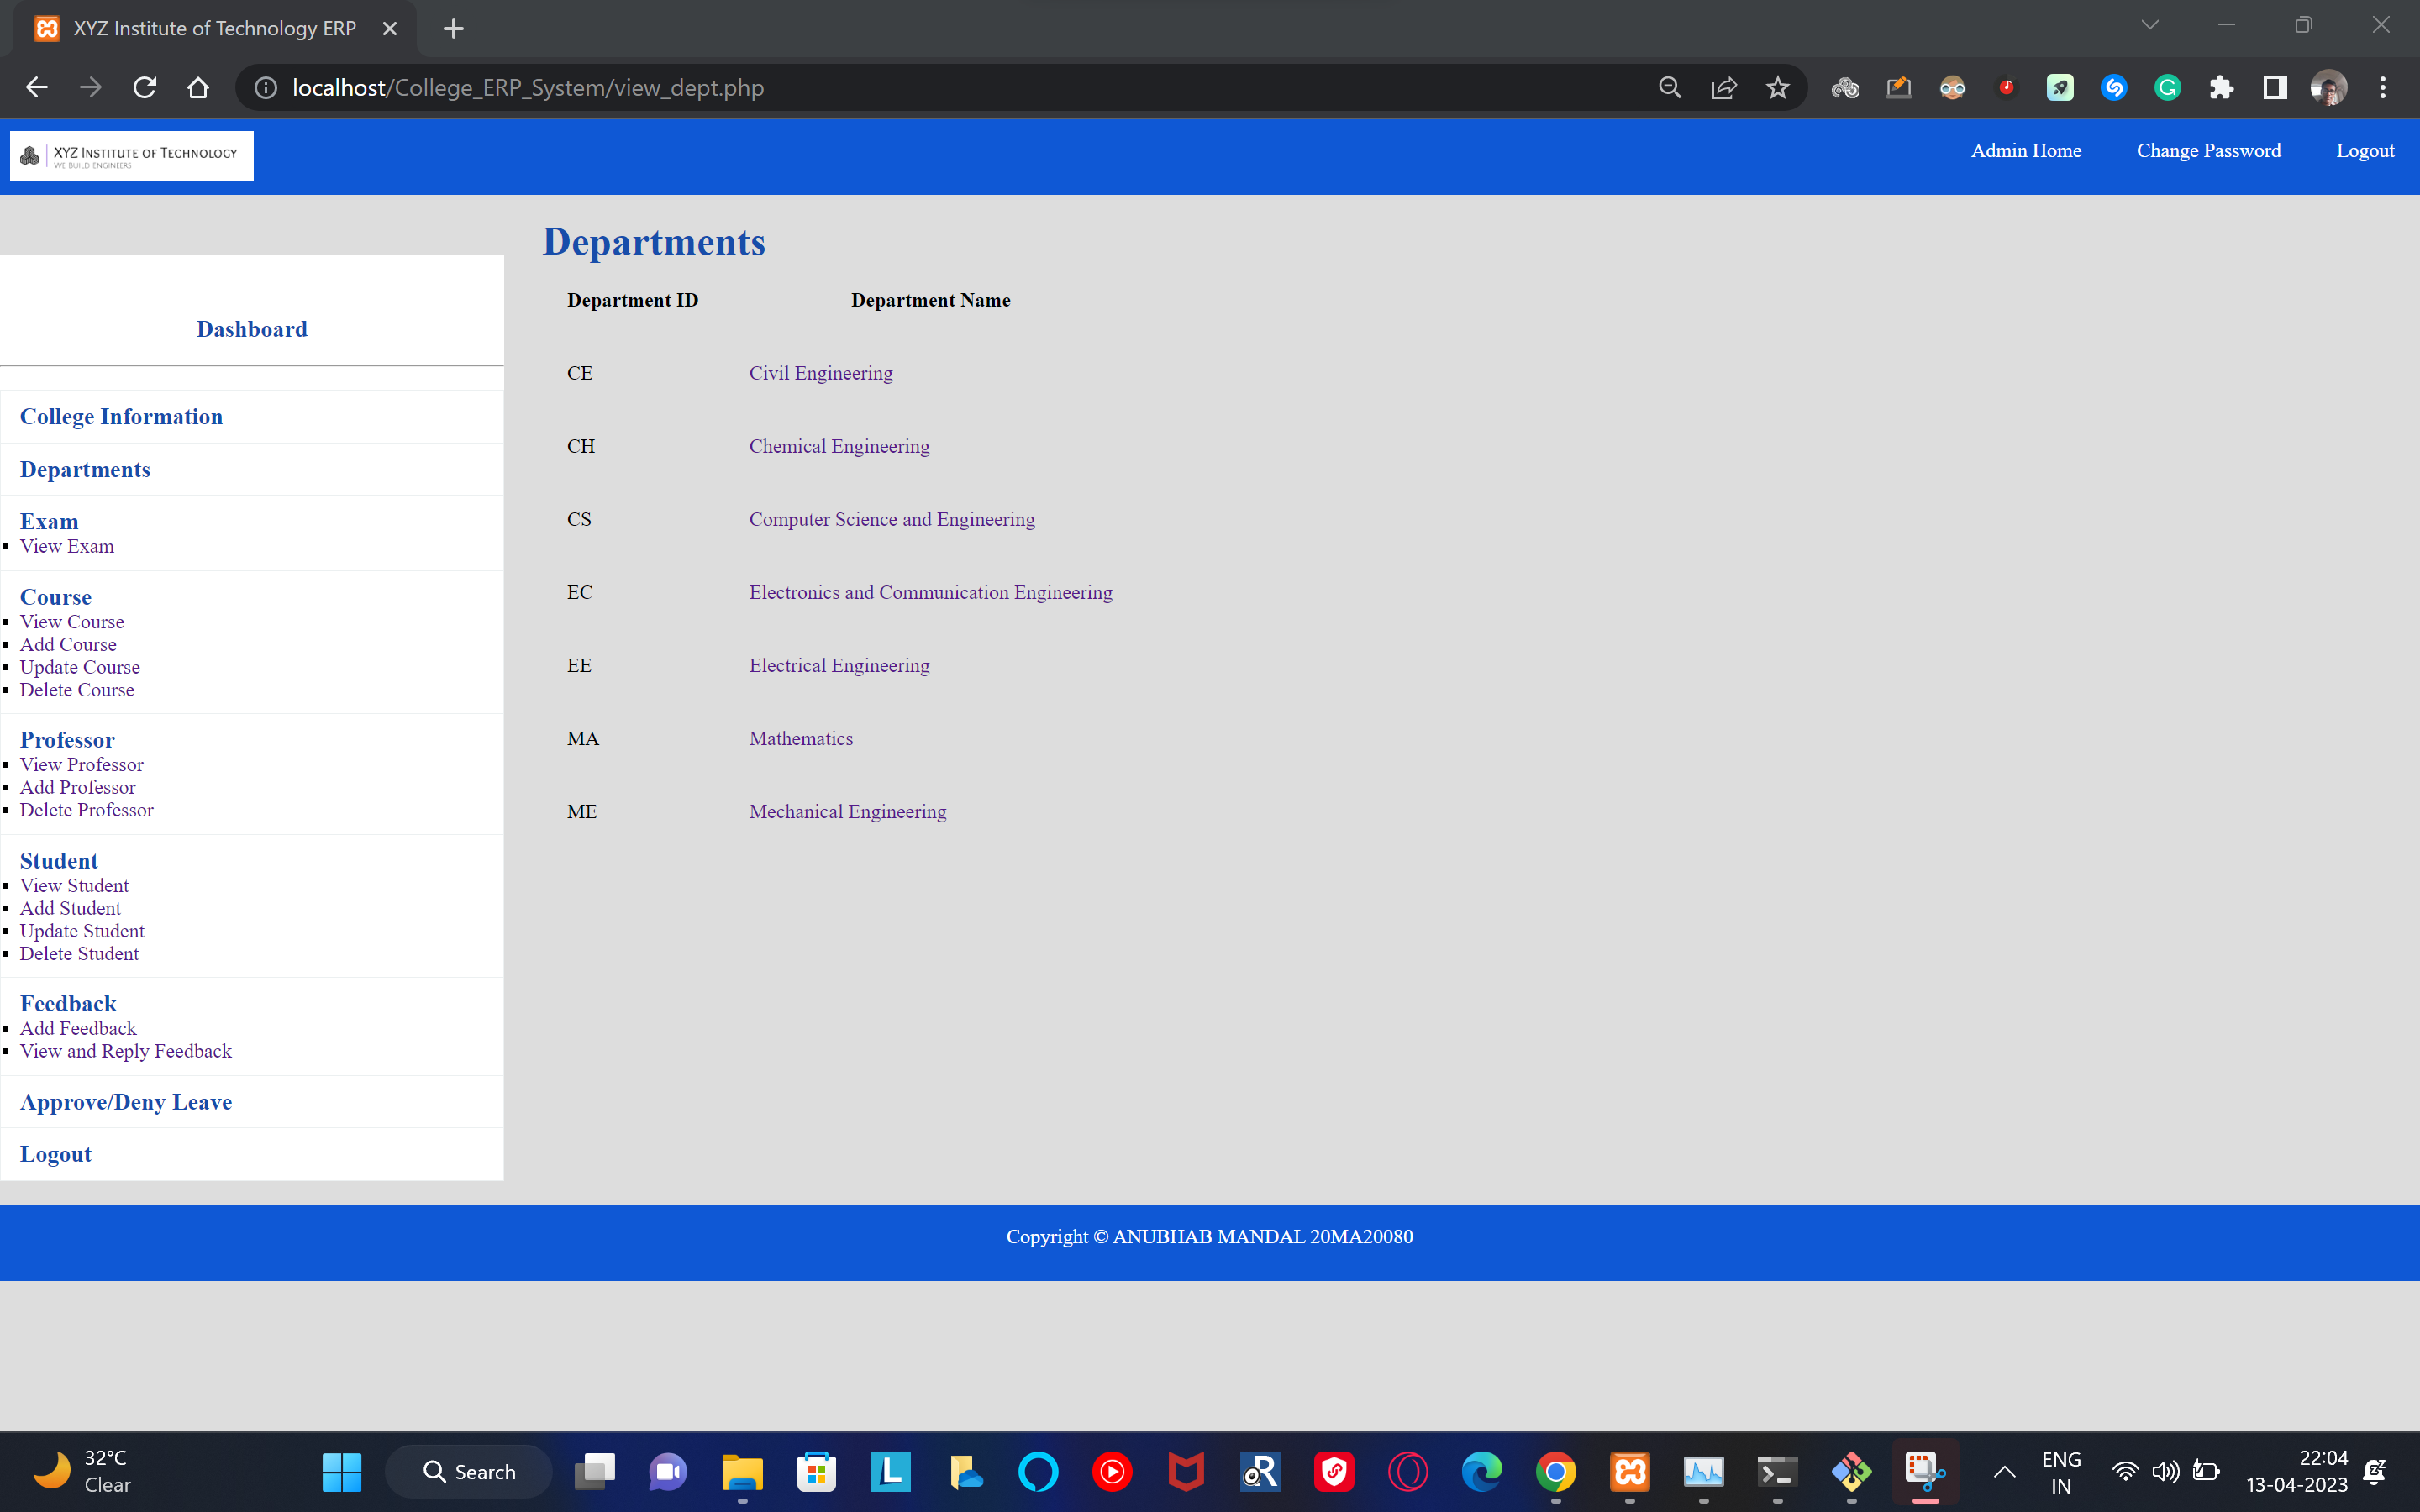 XYZ Institute of Technology ERP
localhost/College_ERP_System/view_dept.php
XYZ INSTITUTE OF TECHNOLOGY
WE BUILD ENGINEERS
Admin Home Change Password Logout
Dashboard
College Information
Departments
Exam
View Exam
Course
View Course
Add Course
Update Course
Delete Course
Professor
View Professor
Add Professor
Delete Professor
Student
View Student
Add Student
Update Student
Delete Student
Feedback
Add Feedback
View and Reply Feedback
Approve/Deny Leave
Logout
Departments
Department ID Department Name
CE Civil Engineering
CH Chemical Engineering
CS Computer Science and Engineering
EC Electronics and Communication Engineering
EE Electrical Engineering
MA Mathematics
ME Mechanical Engineering
Copyright © ANUBHAB MANDAL 20MA20080
32°C
Clear
Search
ENG
IN
22:04
13-04-2023